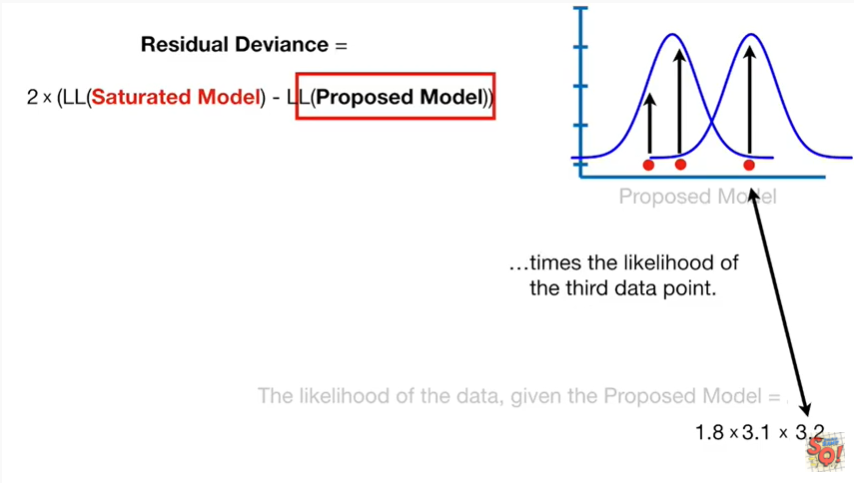 Residual Deviance =
2 × (LL(Saturated Model) - LL(Proposed Model))
Proposed Model
…times the likelihood of
the third data point.
The likelihood of the data, given the Proposed Model =
1.8 × 3.1 × 3.2
SQ!